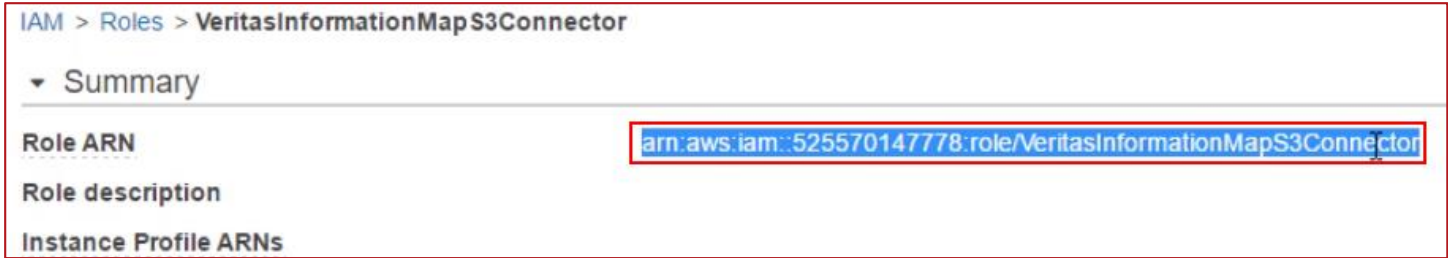 IAM > Roles > VeritasInformationMapS3Connector
Summary
Role ARN arn:aws:iam::525570147778:role/VeritasInformationMapS3Connector
Role description
Instance Profile ARNs